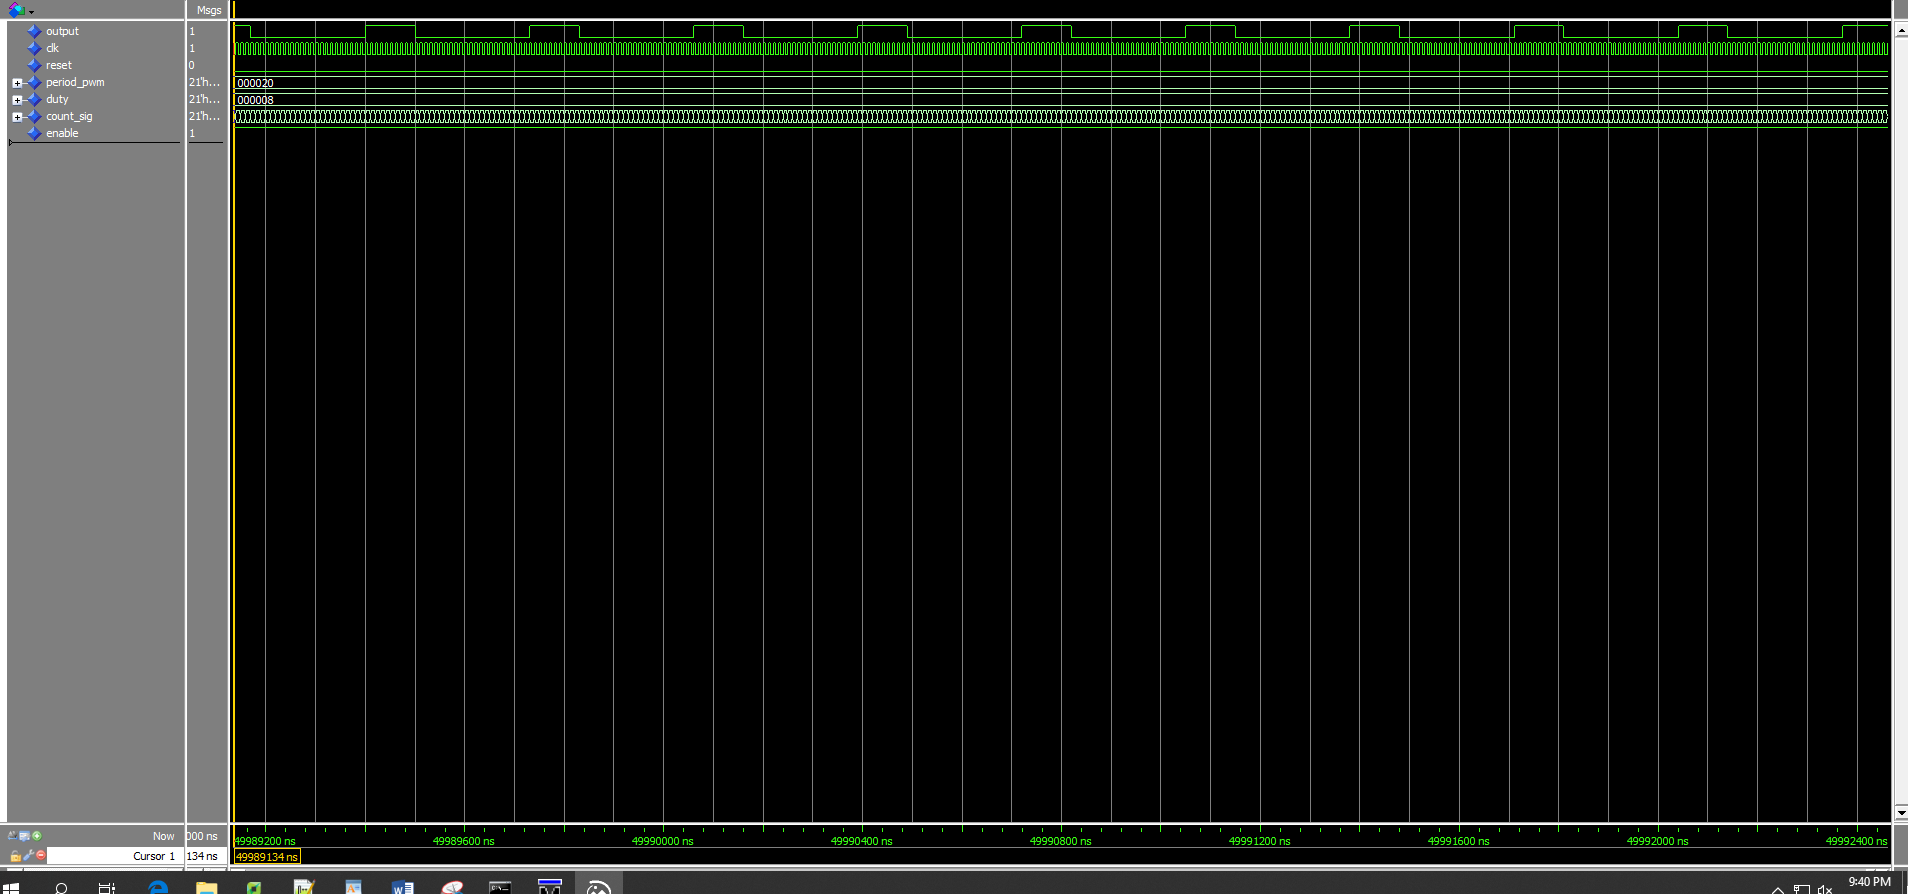 Msgs
output 1
clk 1
reset 0
period_pwm 21'h... 000020
duty 21'h... 000008
count_sig 21'h...
enable 1
Now 000 ns 49989200 ns 49989600 ns 49990000 ns 49990400 ns 49990800 ns 49991200 ns 49991600 ns 49992000 ns 49992400 ns
Cursor 1 134 ns 49989134 ns
9:40 PM